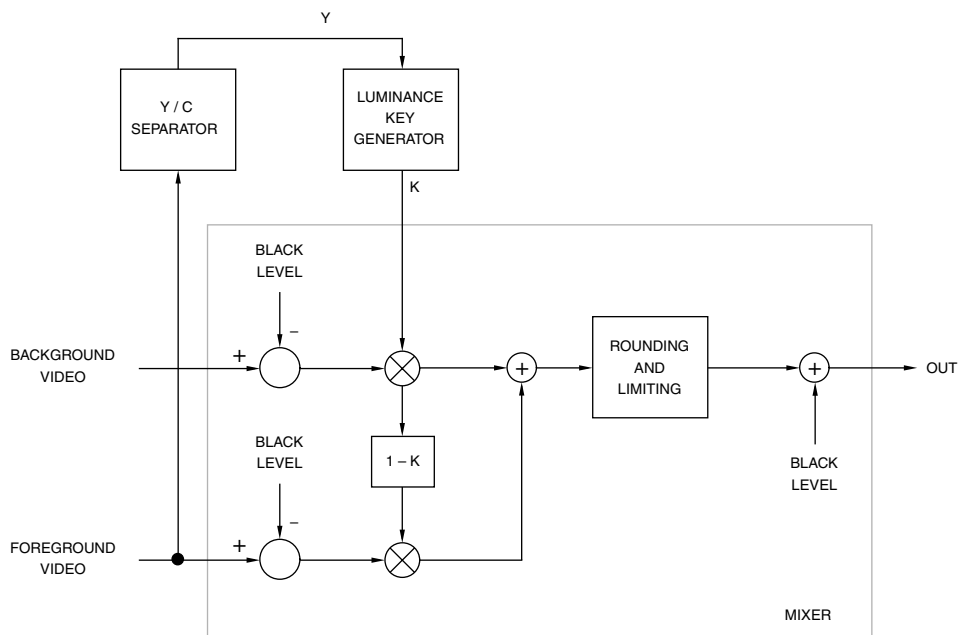 Y
Y / C
SEPARATOR
LUMINANCE
KEY
GENERATOR
K
BLACK
LEVEL
–
+
BACKGROUND
VIDEO
+
ROUNDING
AND
LIMITING
+
OUT
BLACK
LEVEL
1 – K
BLACK
LEVEL
–
+
FOREGROUND
VIDEO
MIXER